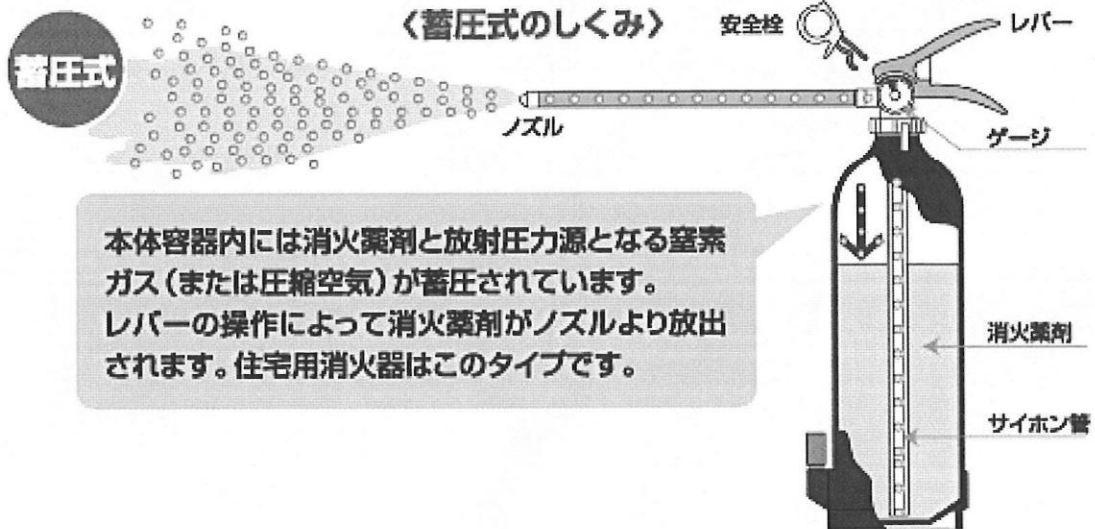 〈蓄圧式のしくみ〉
蓄圧式
安全栓
レバー
ノズル
ゲージ
本体容器内には消火薬剤と放射圧力源となる窒素
ガス(または圧縮空気)が蓄圧されています。
レバーの操作によって消火薬剤がノズルより放出
されます。住宅用消火器はこのタイプです。
消火薬剤
サイホン管